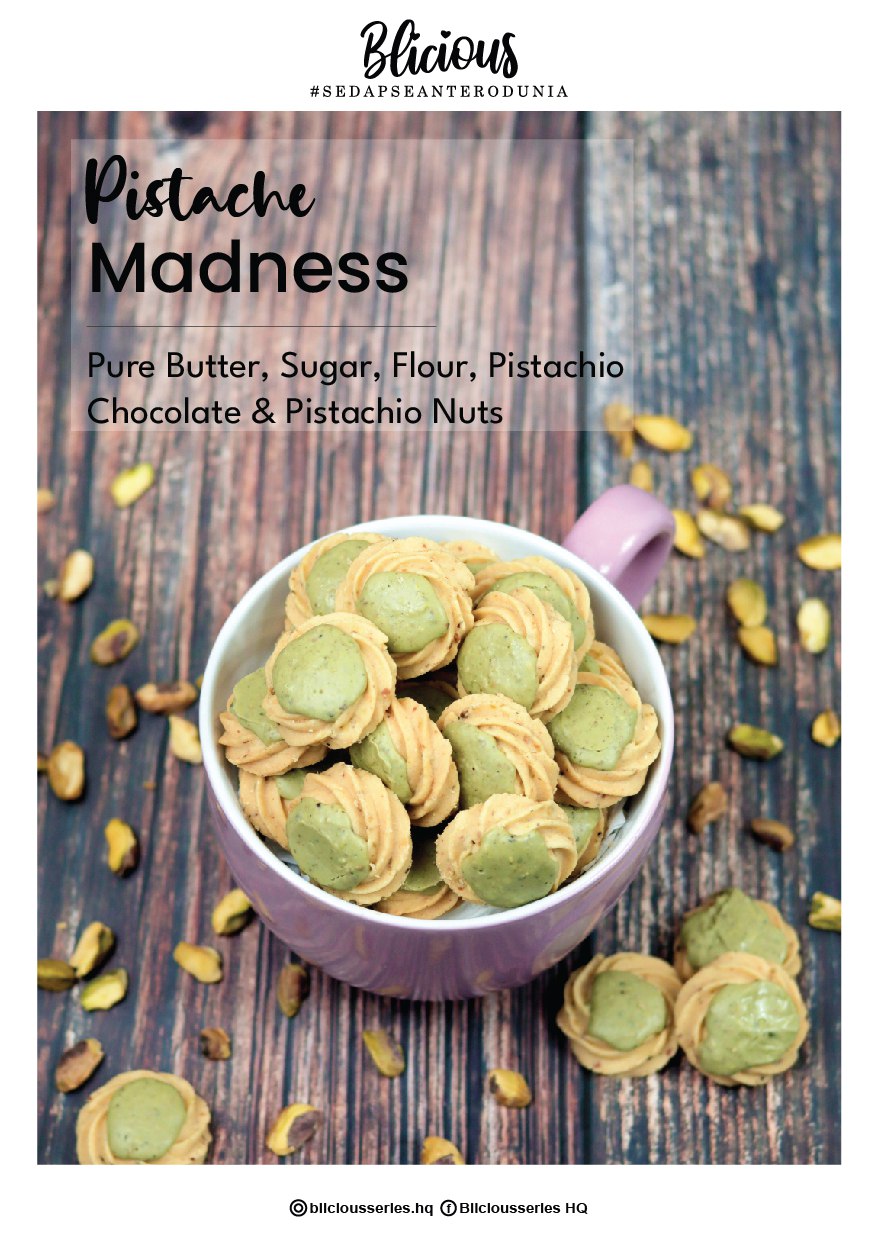 Blicious
#SEDAPSEANTERODUNIA
Pistache
Madness
Pure Butter, Sugar, Flour, Pistachio
Chocolate & Pistachio Nuts
bliciousseries.hq Bliciousseries HQ